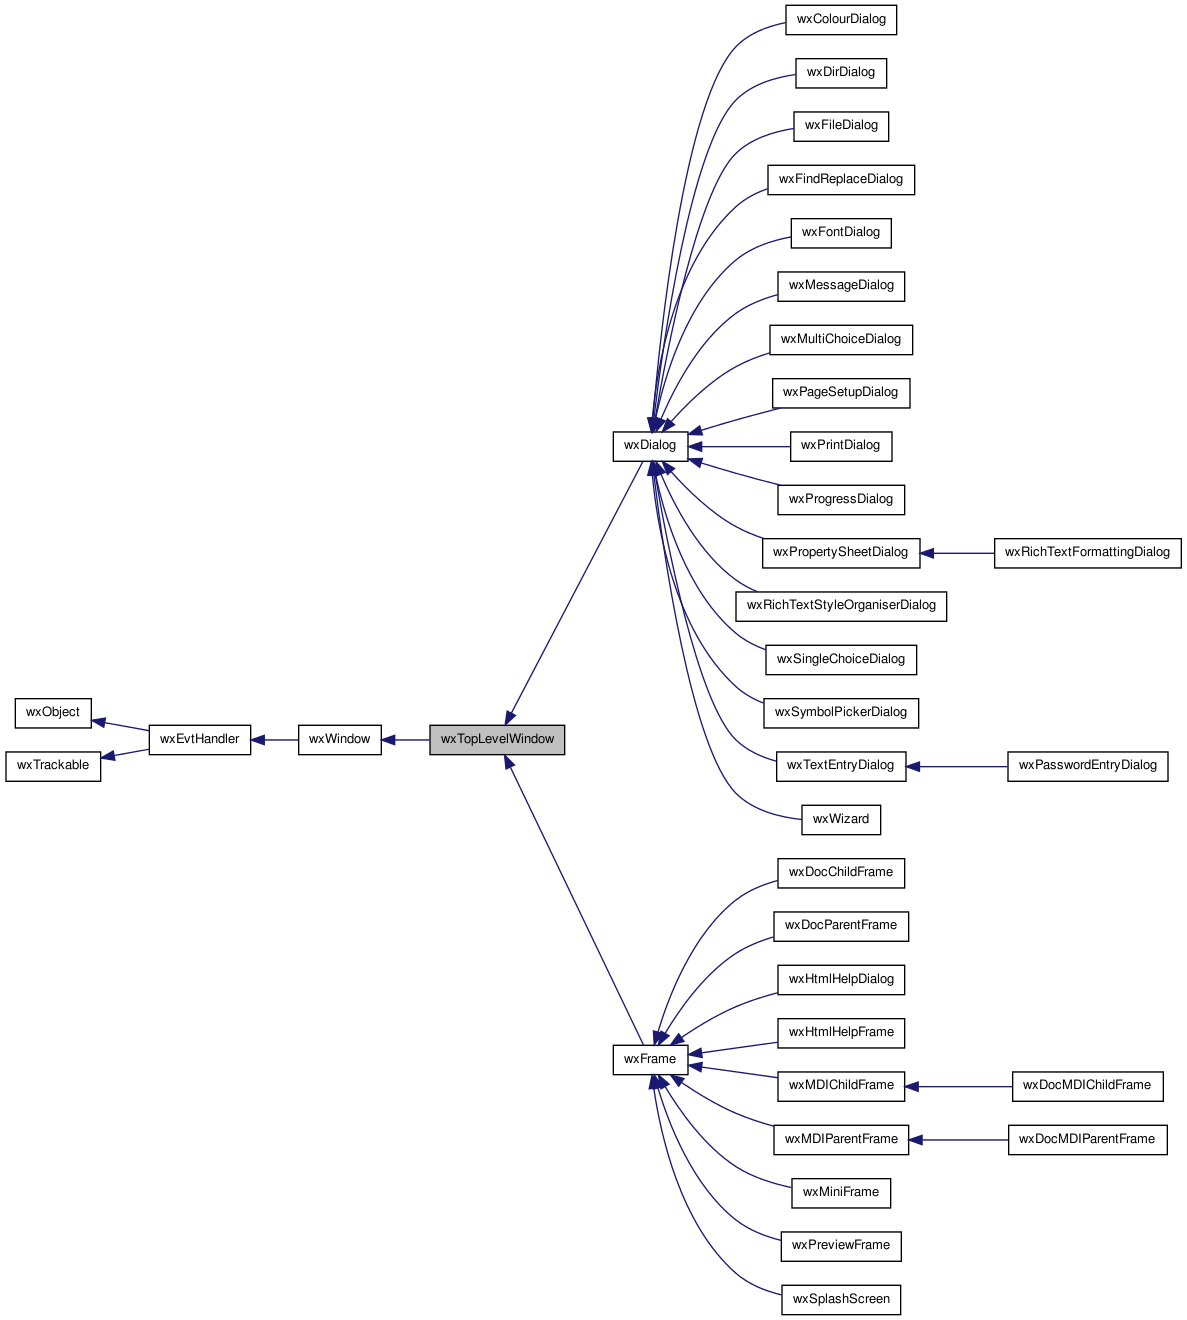 wxColourDialog
wxDirDialog
wxFileDialog
wxFindReplaceDialog
wxFontDialog
wxMessageDialog
wxMultiChoiceDialog
wxPageSetupDialog
wxDialog
wxPrintDialog
wxProgressDialog
wxPropertySheetDialog
wxRichTextFormattingDialog
wxRichTextStyleOrganiserDialog
wxSingleChoiceDialog
wxObject
wxSymbolPickerDialog
wxEvtHandler
wxWindow
wxTopLevelWindow
wxTrackable
wxTextEntryDialog
wxPasswordEntryDialog
wxWizard
wxDocChildFrame
wxDocParentFrame
wxHtmlHelpDialog
wxHtmlHelpFrame
wxFrame
wxMDIChildFrame
wxDocMDIChildFrame
wxMDIParentFrame
wxDocMDIParentFrame
wxMiniFrame
wxPreviewFrame
wxSplashScreen